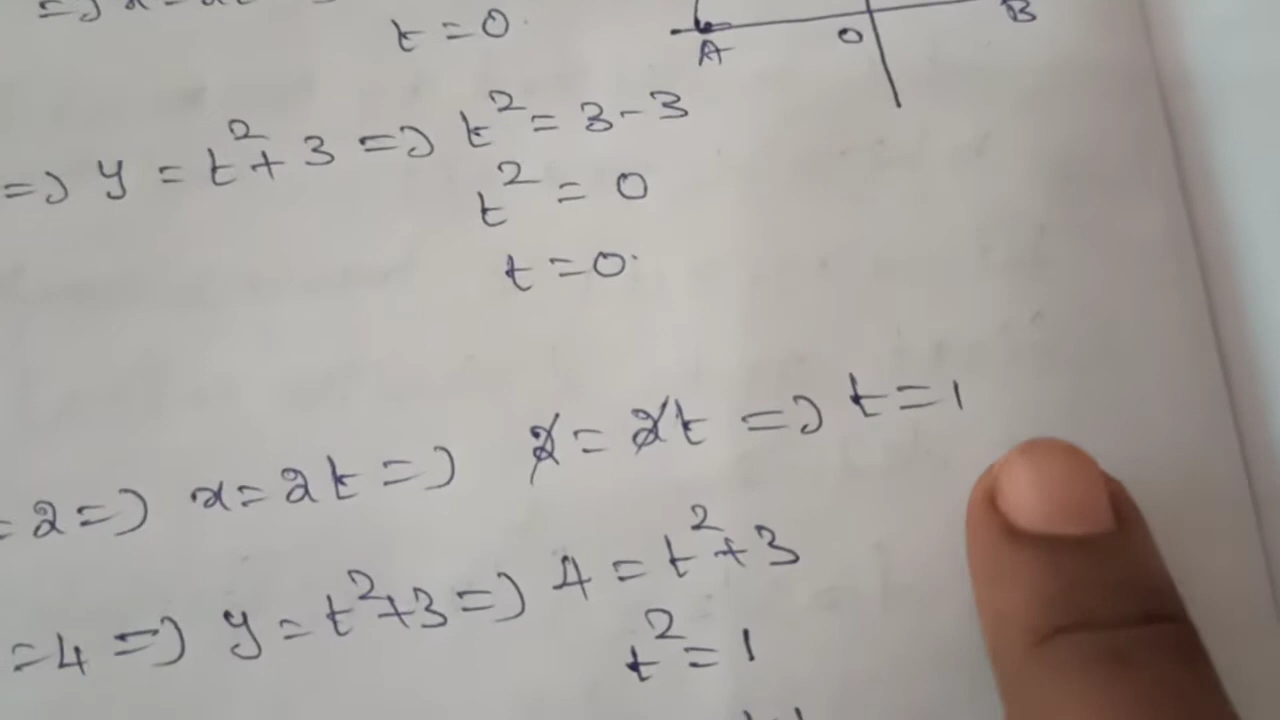 t = 0
A O B
=> y = t² + 3 => t² = 3 - 3
t² = 0
t = 0.
= 2 => x = 2t => 2 = 2t => t = 1
= 4 => y = t² + 3 => 4 = t² + 3
t² = 1